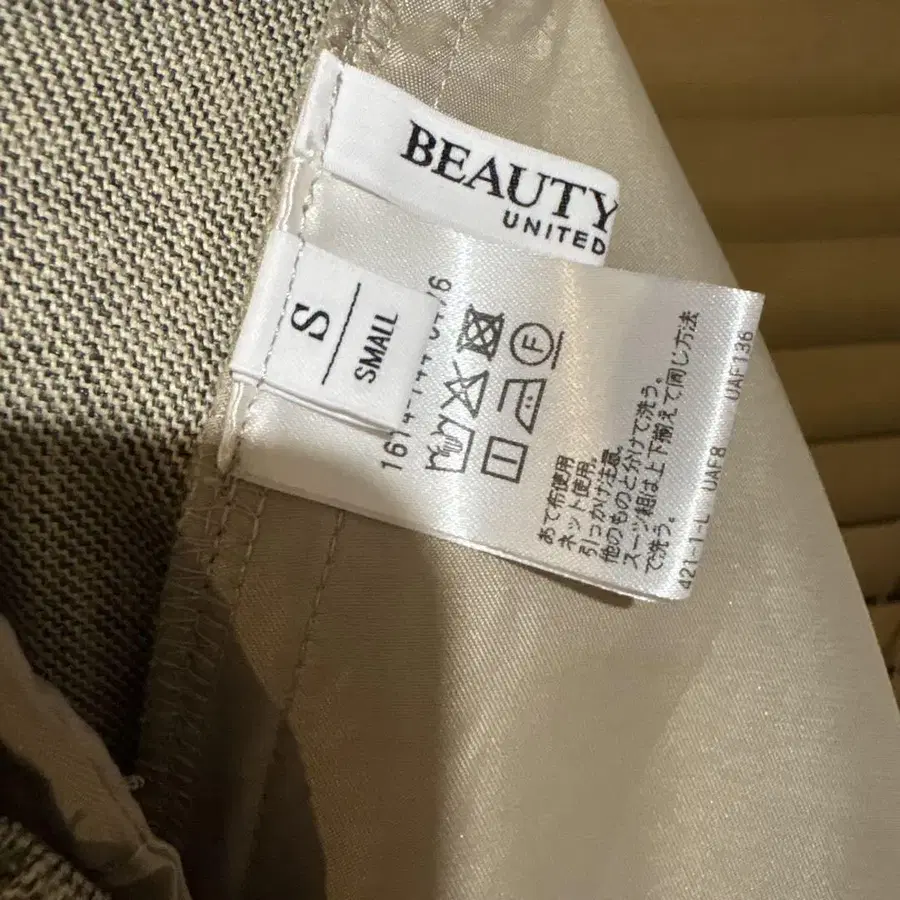 BEAUTY
UNITED
S
SMALL
F
あて布使用
ネット使用。
引っかけ注意。
他のものと分けて洗う。
スーツ組は上下揃えて同じ方法
で洗う。
421-1-L UAF8 UAF136